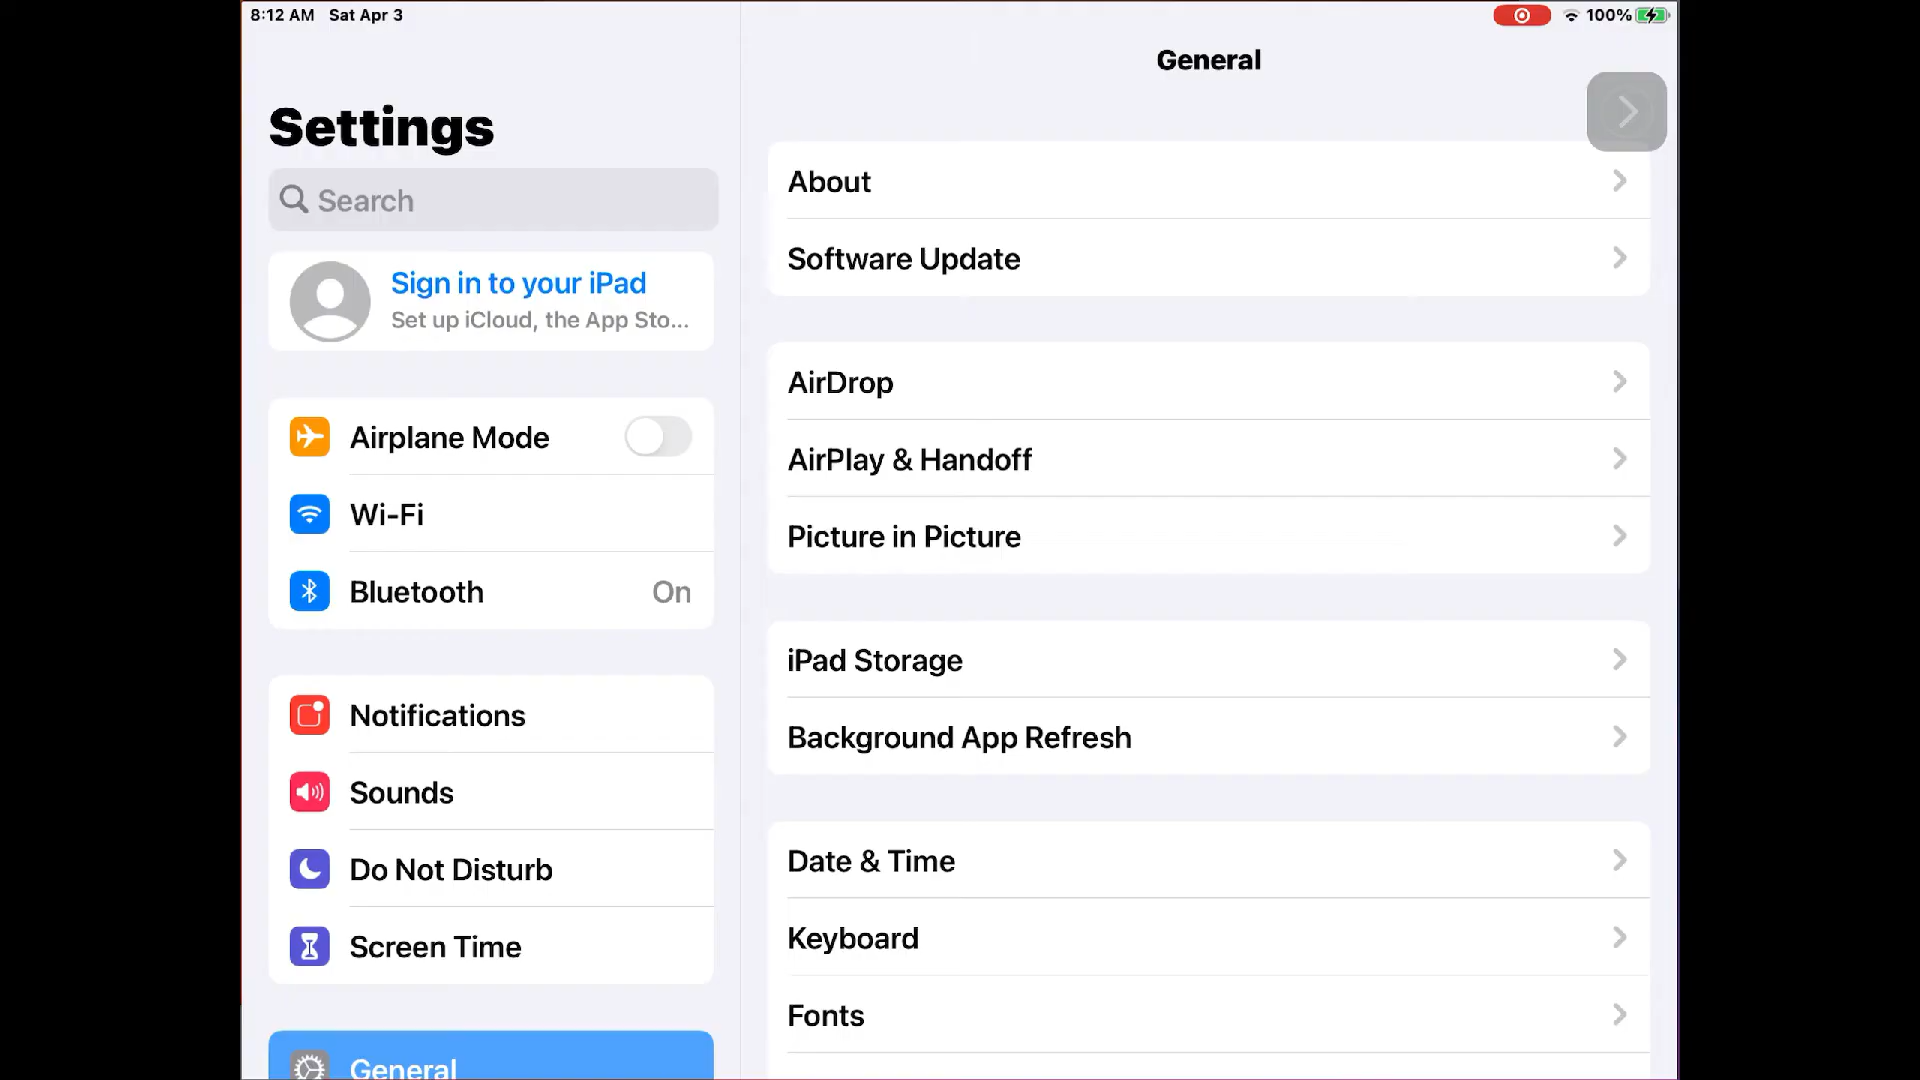 8:12 AM Sat Apr 3
100%
Settings
Search
Sign in to your iPad
Set up iCloud, the App Sto...
Airplane Mode
Wi-Fi
Bluetooth On
Notifications
Sounds
Do Not Disturb
Screen Time
General
General
About
Software Update
AirDrop
AirPlay & Handoff
Picture in Picture
iPad Storage
Background App Refresh
Date & Time
Keyboard
Fonts